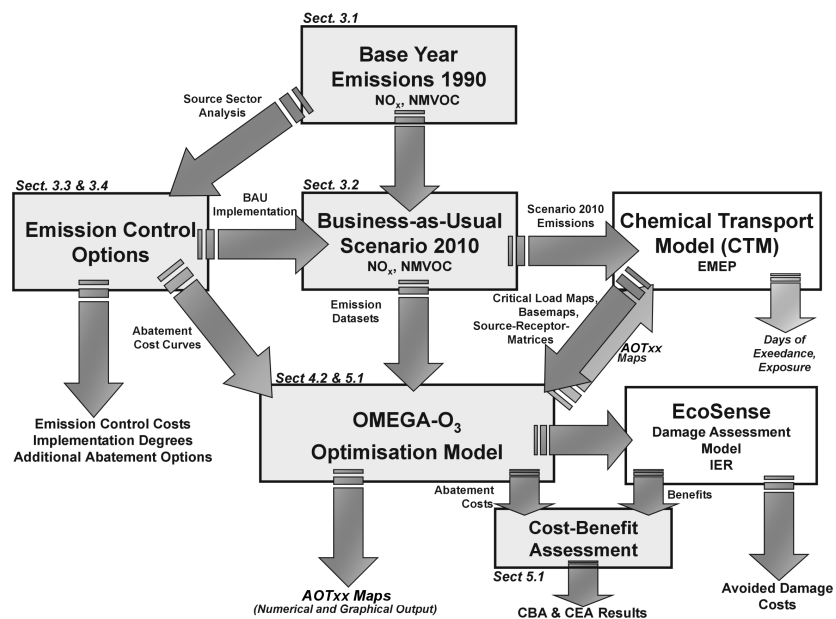 Sect. 3.1
Base Year
Emissions 1990
NOx, NMVOC
Source Sector
Analysis
Sect. 3.3 & 3.4
Emission Control
Options
BAU
Implementation
Sect. 3.2
Business-as-Usual
Scenario 2010
NOx, NMVOC
Scenario 2010
Emissions
Chemical Transport
Model (CTM)
EMEP
Abatement
Cost Curves
Emission
Datasets
Critical Load Maps,
Basemaps,
Source-Receptor-
Matrices
AOTxx
Maps
Days of
Exeedance,
Exposure
Emission Control Costs
Implementation Degrees
Additional Abatement Options
Sect 4.2 & 5.1
OMEGA-O3
Optimisation Model
EcoSense
Damage Assessment
Model
IER
Abatement
Costs
Benefits
Cost-Benefit
Assessment
Sect 5.1
AOTxx Maps
(Numerical and Graphical Output)
CBA & CEA Results
Avoided Damage
Costs